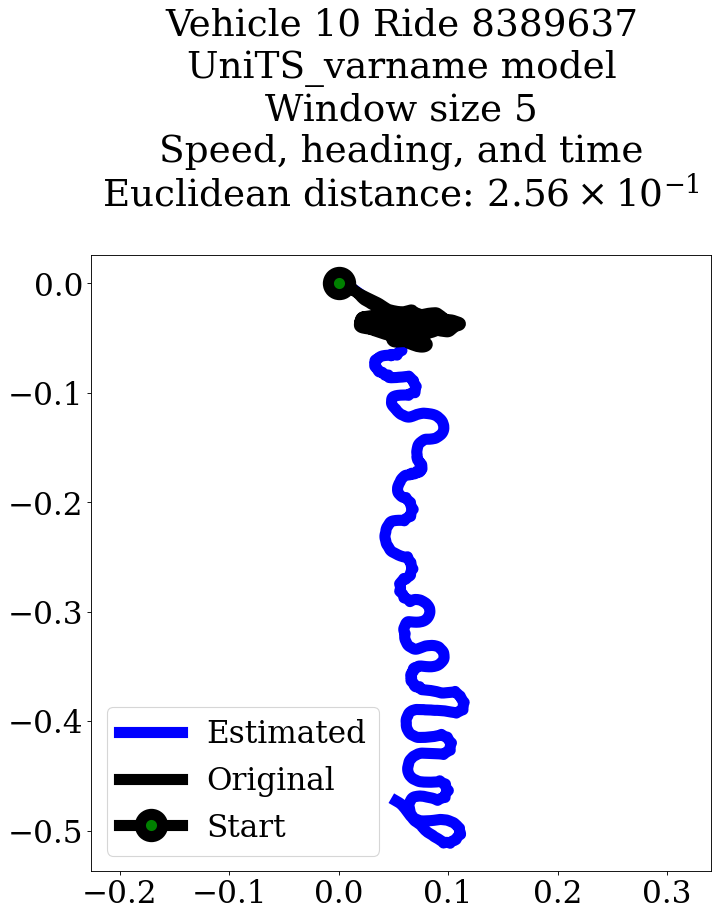 Vehicle 10 Ride 8389637
UniTS_varname model
Window size 5
Speed, heading, and time
Euclidean distance: 2.56 × 10⁻¹
0.0
−0.1
−0.2
−0.3
−0.4
−0.5
Estimated
Original
Start
−0.2 −0.1 0.0 0.1 0.2 0.3